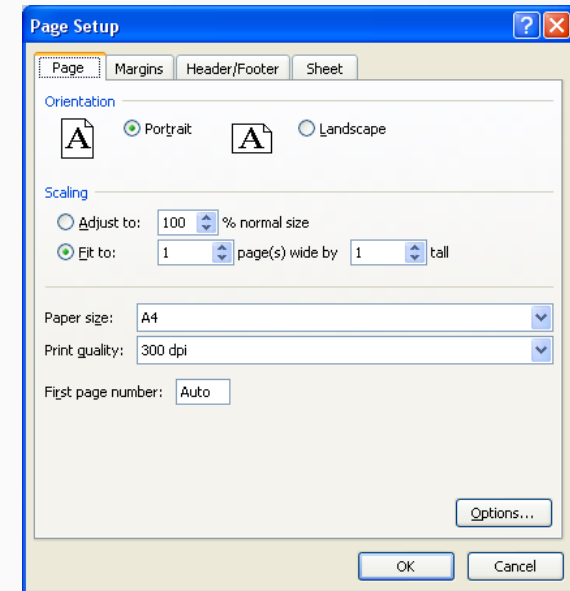 Page Setup
Page Margins Header/Footer Sheet
Orientation
A Portrait A Landscape
Scaling
Adjust to: 100 % normal size
Fit to: 1 page(s) wide by 1 tall
Paper size: A4
Print quality: 300 dpi
First page number: Auto
Options...
OK Cancel